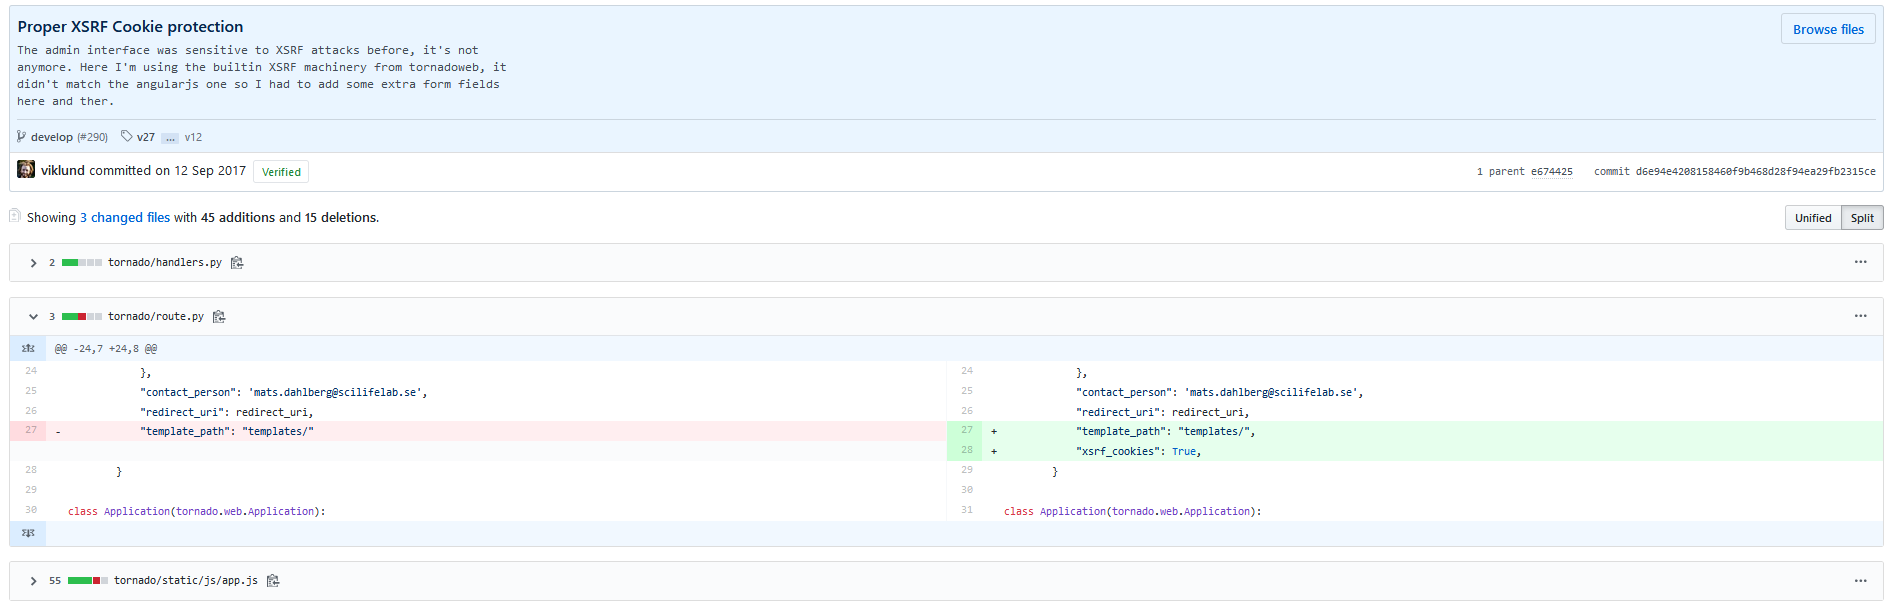 Proper XSRF Cookie protection
Browse files
The admin interface was sensitive to XSRF attacks before, it's not
anymore. Here I'm using the builtin XSRF machinery from tornadoweb, it
didn't match the angularjs one so I had to add some extra form fields
here and ther.
develop (#290) v27 ... v12
viklund committed on 12 Sep 2017 Verified
1 parent e674425 commit d6e94e4208158460f9b468d28f94ea29fb2315ce
Showing 3 changed files with 45 additions and 15 deletions.
Unified Split
2 tornado/handlers.py
3 tornado/route.py
@@ -24,7 +24,8 @@
24 },
25 "contact_person": 'mats.dahlberg@scilifelab.se',
26 "redirect_uri": redirect_uri,
27 - "template_path": "templates/"
28 }
29
30 class Application(tornado.web.Application):
24 },
25 "contact_person": 'mats.dahlberg@scilifelab.se',
26 "redirect_uri": redirect_uri,
27 + "template_path": "templates/",
28 + "xsrf_cookies": True,
29 }
30
31 class Application(tornado.web.Application):
55 tornado/static/js/app.js